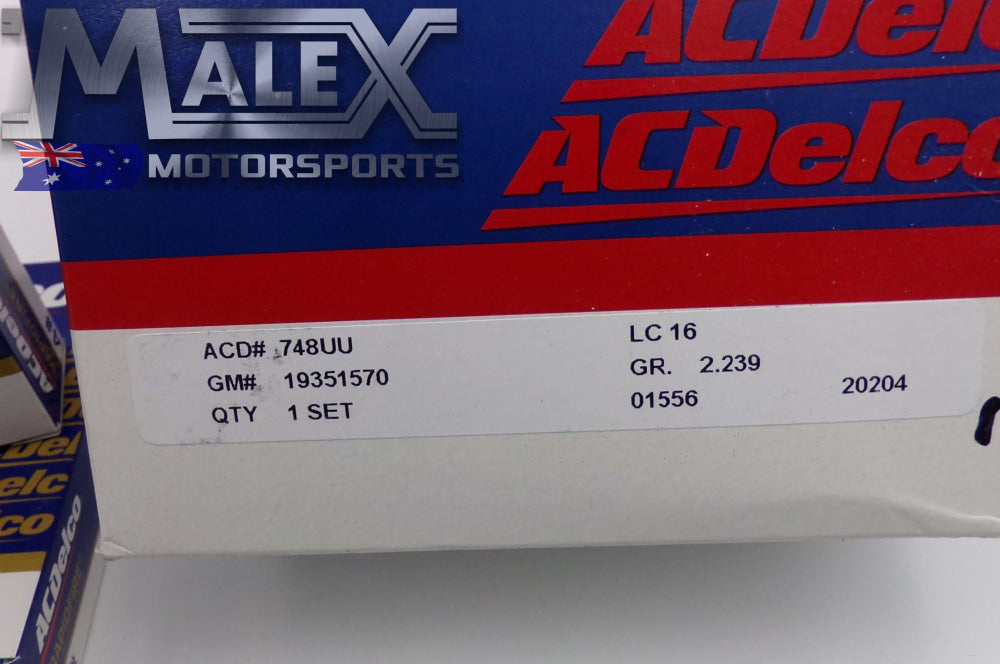 MALEX
MOTORSPORTS
ACDelco
ACDelco
ACD# 748UU
LC 16
GM# 19351570
GR. 2.239
QTY 1 SET
01556
20204
ACDelco
ACDelco
RAPIDFIRE